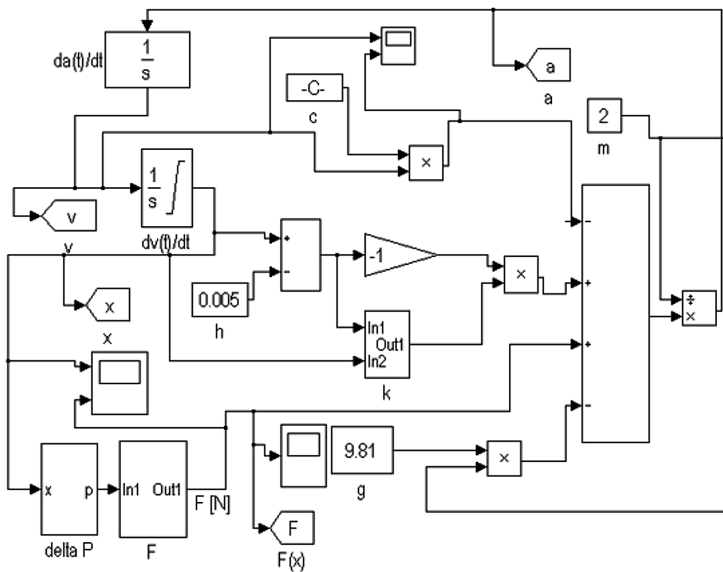 da(t)/dt
1
s
a
a
-C-
c
×
2
m
1
s
dv(t)/dt
v
v
+
-
-1
×
-
+
+
-
÷
×
0.005
h
x
x
In1
Out1
In2
k
9.81
g
×
x
p
delta P
In1
Out1
F
F [N]
F
F(x)